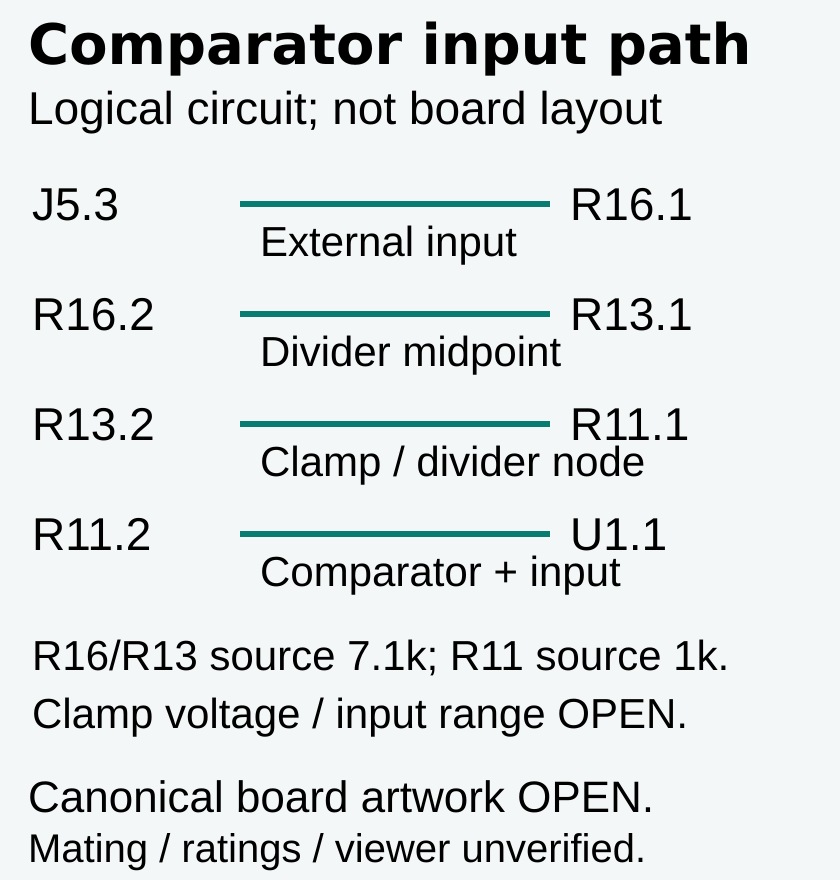 Comparator input path
Logical circuit; not board layout
J5.3 R16.1
External input
R16.2 R13.1
Divider midpoint
R13.2 R11.1
Clamp / divider node
R11.2 U1.1
Comparator + input
R16/R13 source 7.1k; R11 source 1k.
Clamp voltage / input range OPEN.
Canonical board artwork OPEN.
Mating / ratings / viewer unverified.